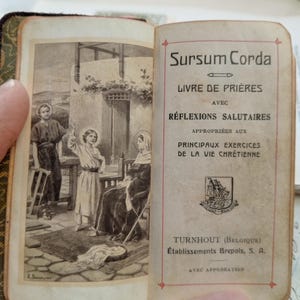 Sursum Corda
LIVRE DE PRIÈRES
AVEC
RÉFLEXIONS SALUTAIRES
APPROPRIÉES AUX
PRINCIPAUX EXERCICES
DE LA VIE CHRÉTIENNE
TURNHOUT (BELGIQUE)
Établissements Brepols, S. A.
AVEC APPROBATION